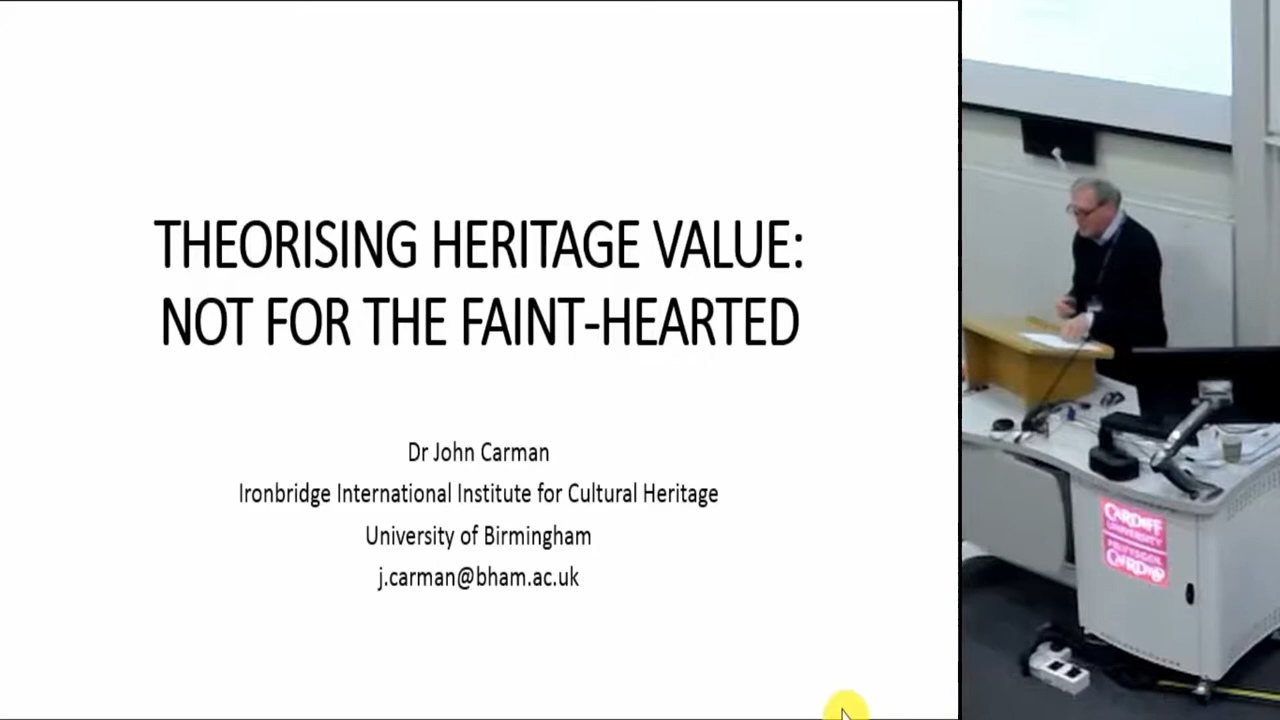 THEORISING HERITAGE VALUE:
NOT FOR THE FAINT-HEARTED
Dr John Carman
Ironbridge International Institute for Cultural Heritage
University of Birmingham
j.carman@bham.ac.uk
CARDIFF
UNIVERSITY
PRIFYSGOL
CAERDYDD